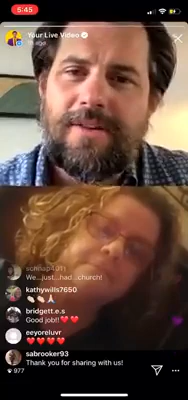 5:45
Your Live Video
We...just...had..church!
kathywills7650
bridgett.e.s
Good job!!
eeyoreluvr
sabrooker93
Thank you for sharing with us!
977